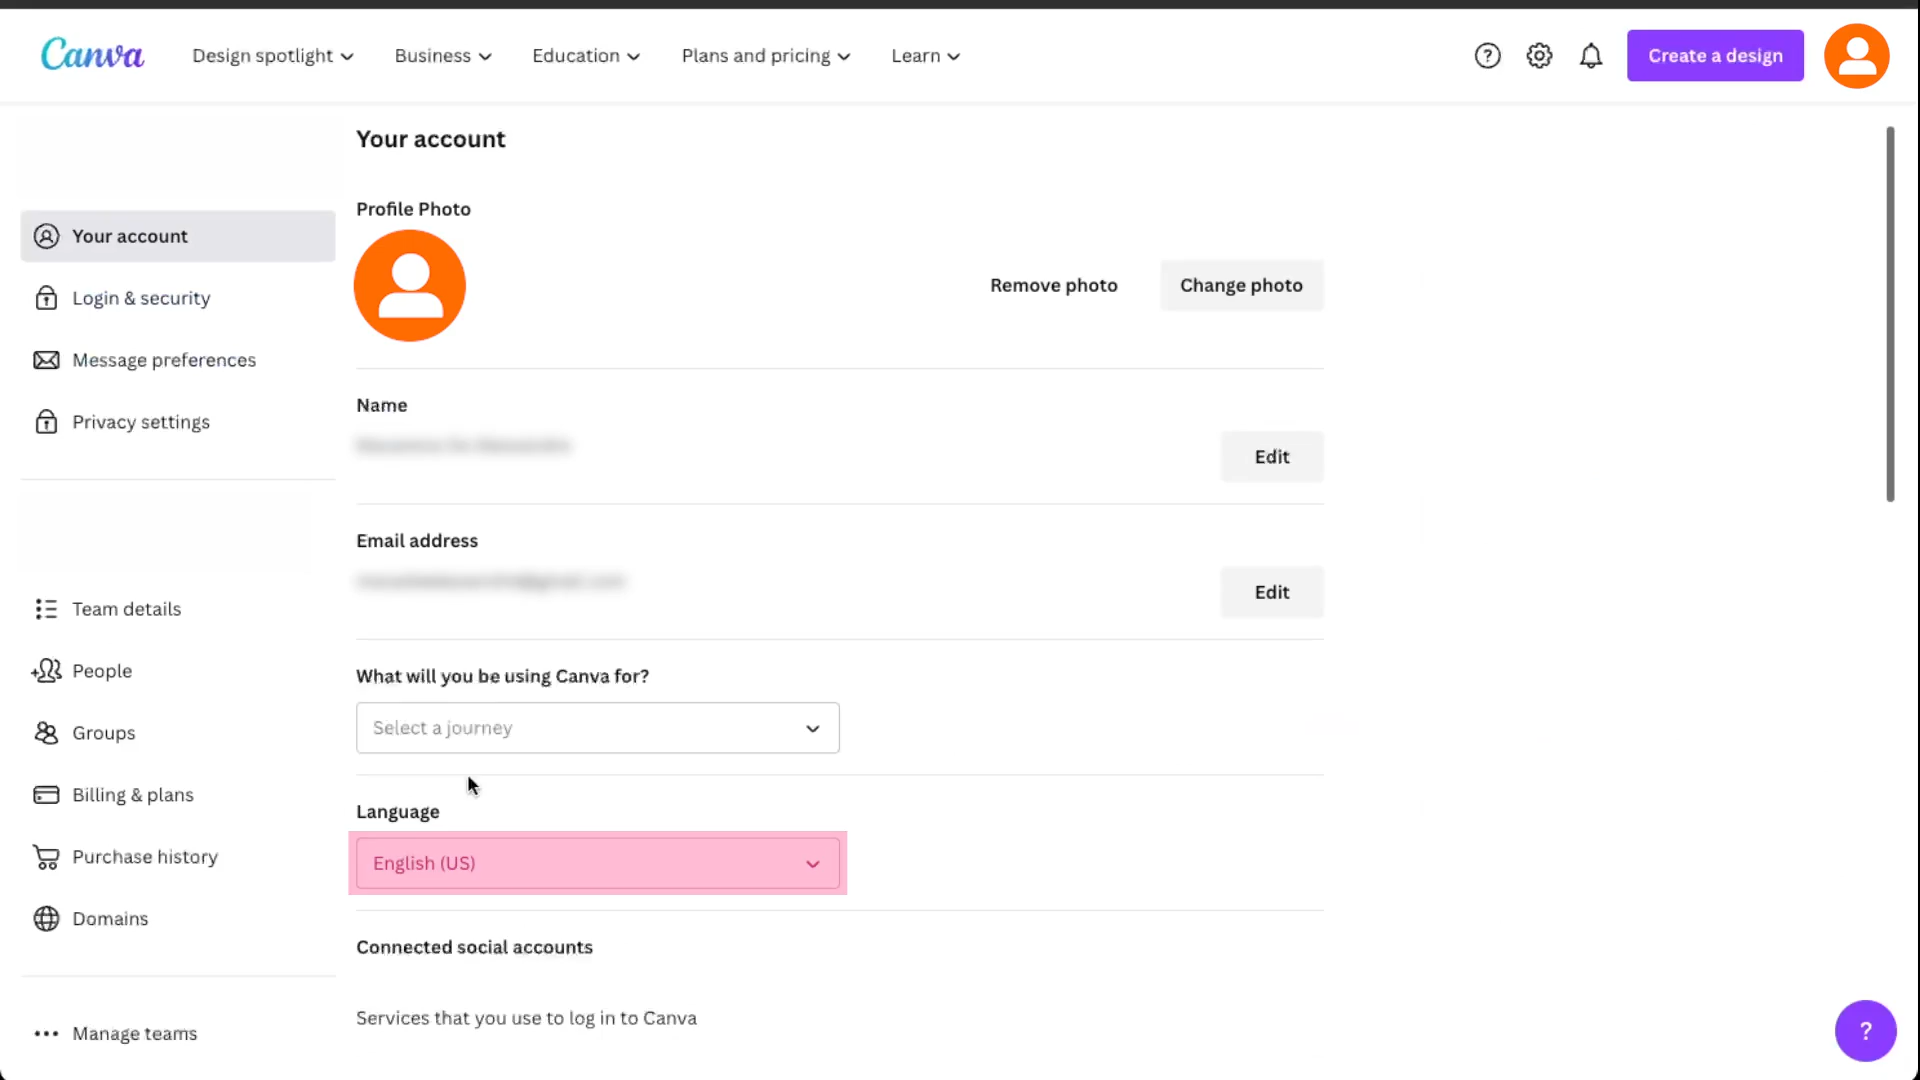 Canva
Design spotlight
Business
Education
Plans and pricing
Learn
?
Create a design
Your account
Login & security
Message preferences
Privacy settings
Team details
People
Groups
Billing & plans
Purchase history
Domains
Manage teams
Your account
Profile Photo
Remove photo
Change photo
Name
Edit
Email address
Edit
What will you be using Canva for?
Select a journey
Language
English (US)
Connected social accounts
Services that you use to log in to Canva
?